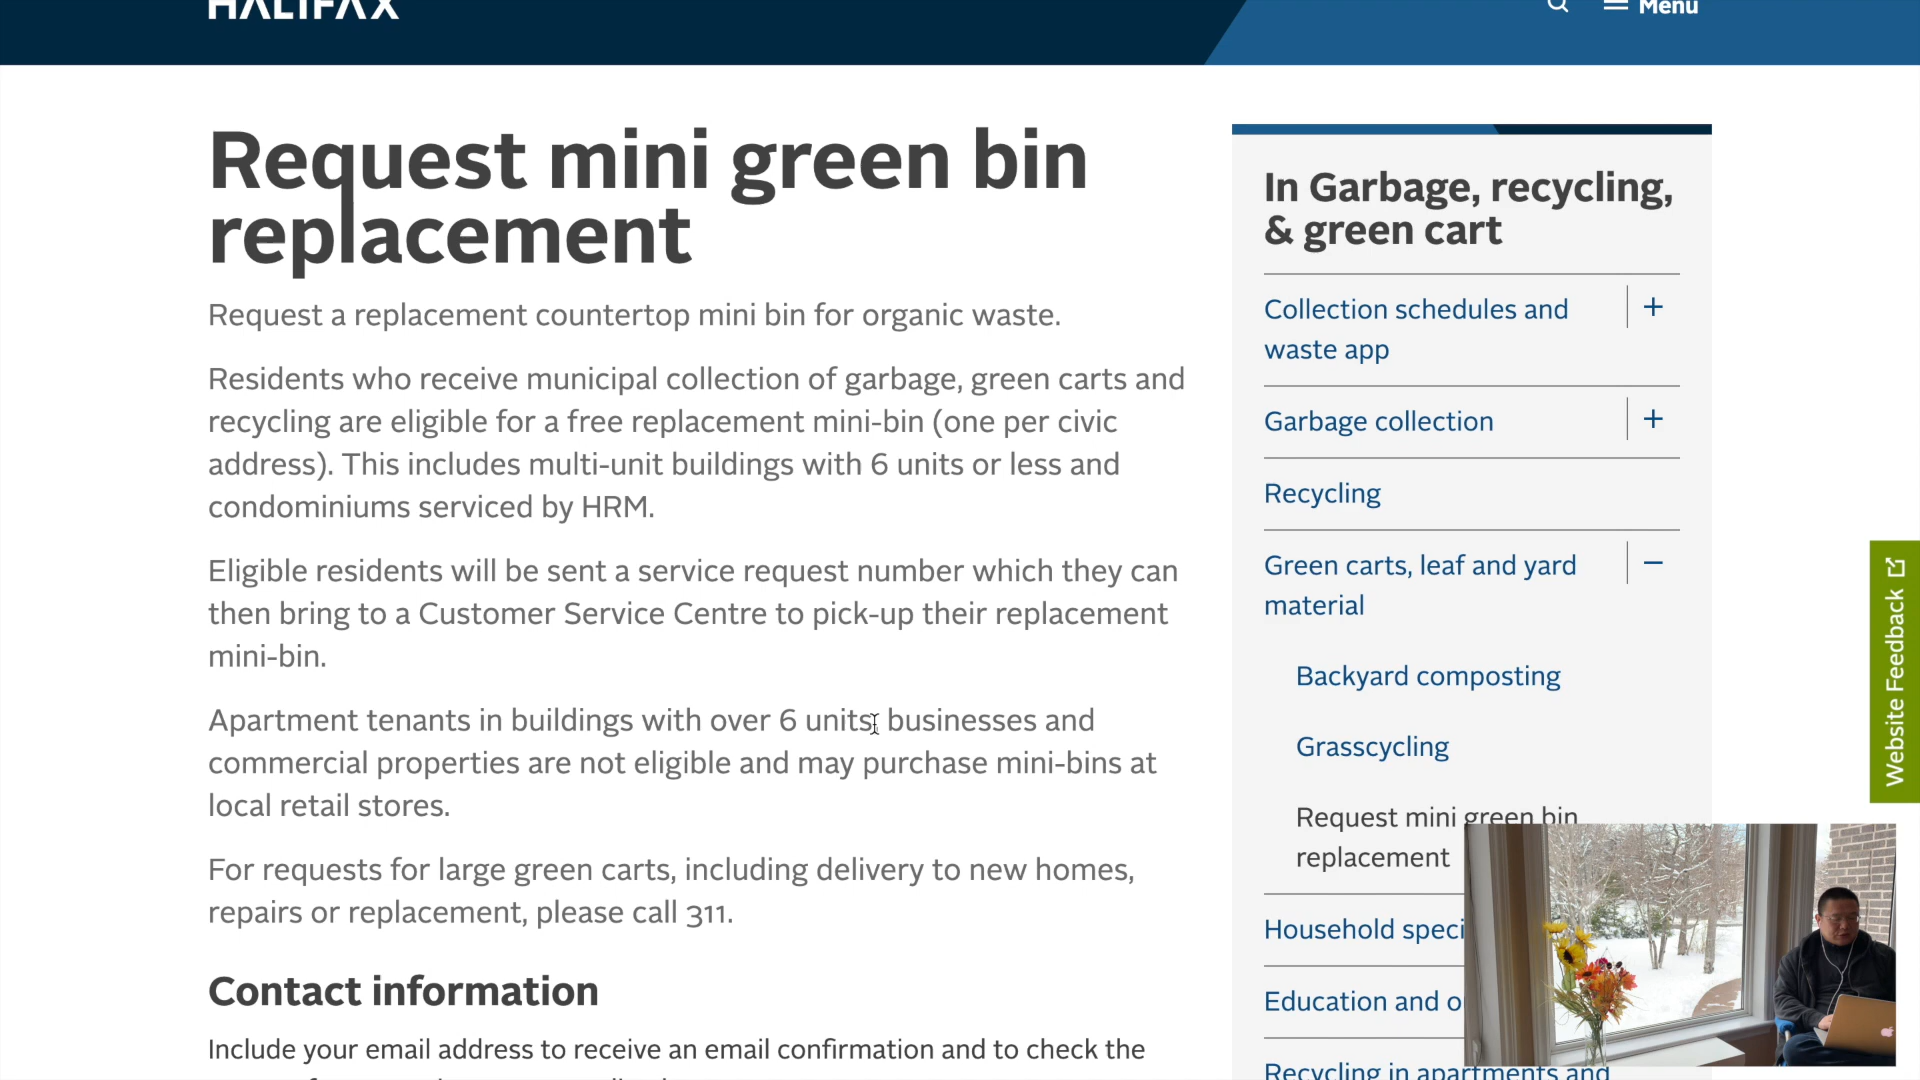 HALIFAX
Menu
Request mini green bin
replacement
Request a replacement countertop mini bin for organic waste.
Residents who receive municipal collection of garbage, green carts and
recycling are eligible for a free replacement mini-bin (one per civic
address). This includes multi-unit buildings with 6 units or less and
condominiums serviced by HRM.
Eligible residents will be sent a service request number which they can
then bring to a Customer Service Centre to pick-up their replacement
mini-bin.
Apartment tenants in buildings with over 6 units, businesses and
commercial properties are not eligible and may purchase mini-bins at
local retail stores.
For requests for large green carts, including delivery to new homes,
repairs or replacement, please call 311.
Contact information
Include your email address to receive an email confirmation and to check the
In Garbage, recycling,
& green cart
Collection schedules and
waste app
Garbage collection
Recycling
Green carts, leaf and yard
material
Backyard composting
Grasscycling
Request mini green bin
replacement
Household speci
Education and o
Recycling in apartments and
Website Feedback